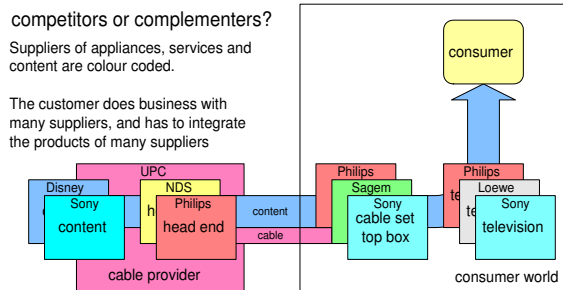 competitors or complementers?
Suppliers of appliances, services and
content are colour coded.
The customer does business with
many suppliers, and has to integrate
the products of many suppliers
consumer
UPC
Disney
NDS
Sony
Philips
content
head end
cable provider
content
cable
Philips
Sagem
Sony
cable set
top box
Philips
Loewe
Sony
television
consumer world